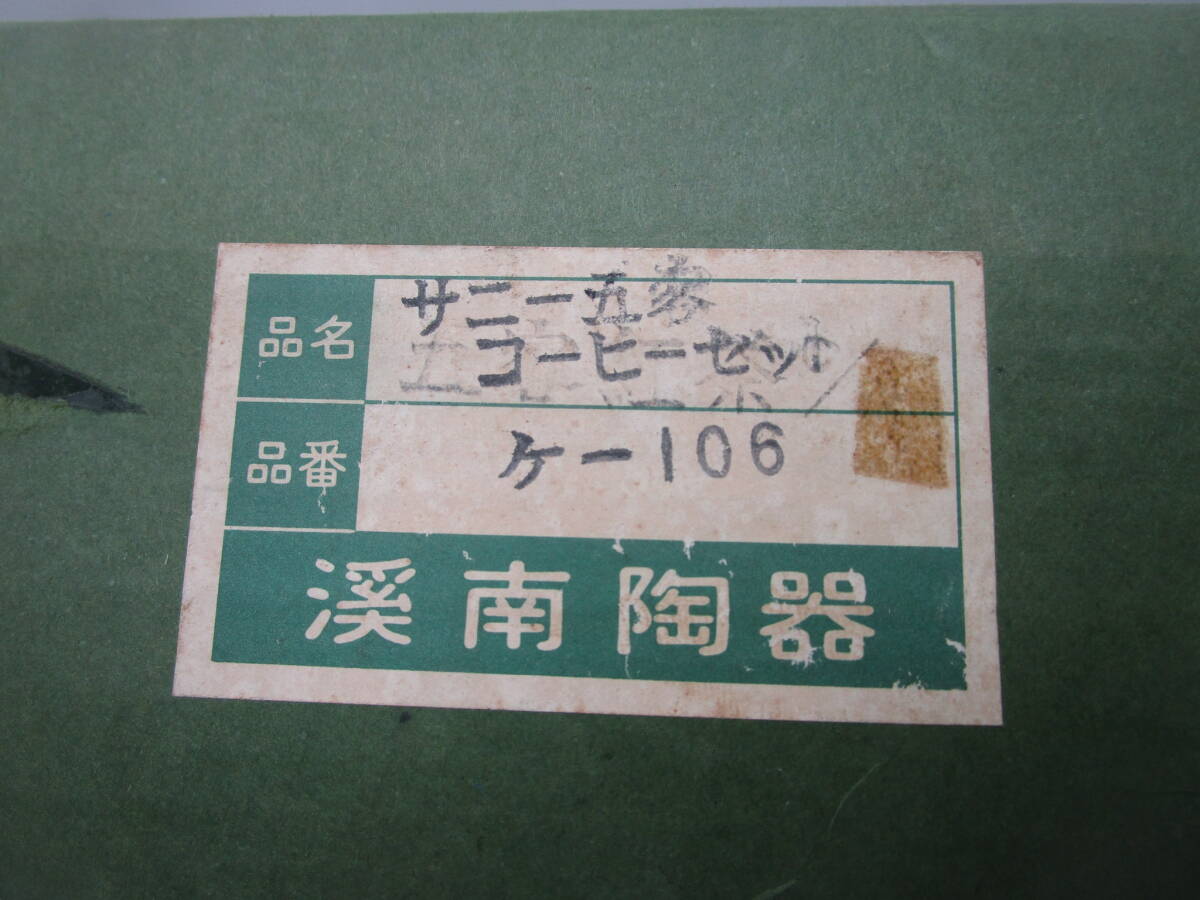 品名
サニー五客
コーヒーセット
品番
ケー106
溪南陶器